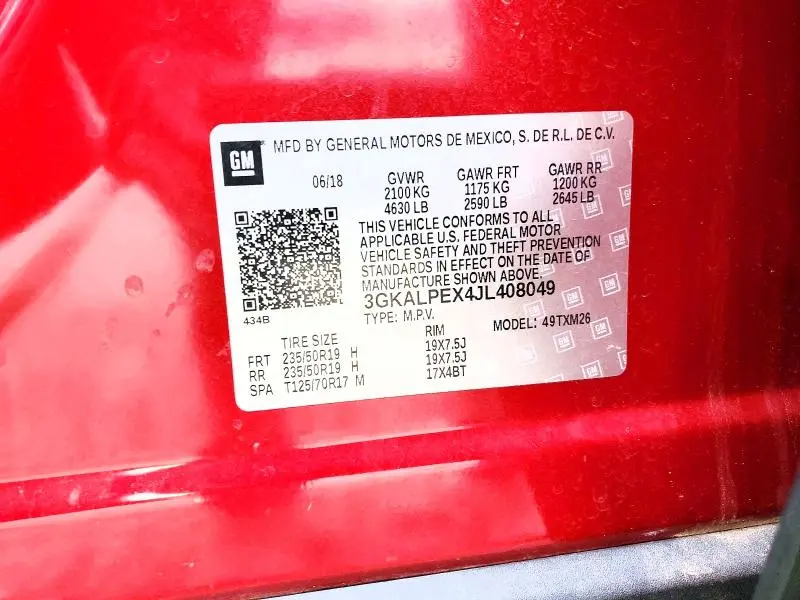 GM MFD BY GENERAL MOTORS DE MEXICO, S. DE R.L. DE C.V.
06/18 GVWR GAWR FRT GAWR RR
2100 KG 1175 KG 1200 KG
4630 LB 2590 LB 2645 LB
THIS VEHICLE CONFORMS TO ALL
APPLICABLE U.S. FEDERAL MOTOR
VEHICLE SAFETY AND THEFT PREVENTION
STANDARDS IN EFFECT ON THE DATE OF
MANUFACTURE SHOWN ABOVE.
3GKALPEX4JL408049
434B
TYPE: M.P.V. MODEL: 49TXM26
TIRE SIZE RIM
FRT 235/50R19 H 19X7.5J
RR 235/50R19 H 19X7.5J
SPA T125/70R17 M 17X4BT